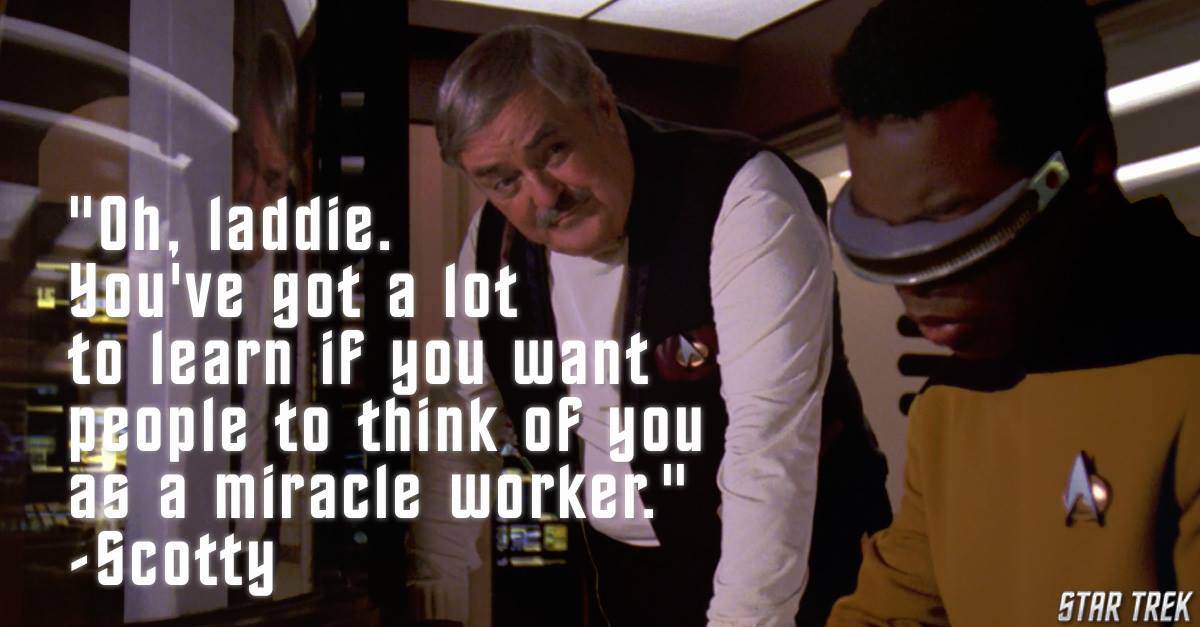 "Oh, laddie.
You've got a lot
to learn if you want
people to think of you
as a miracle worker."
-Scotty
STAR TREK